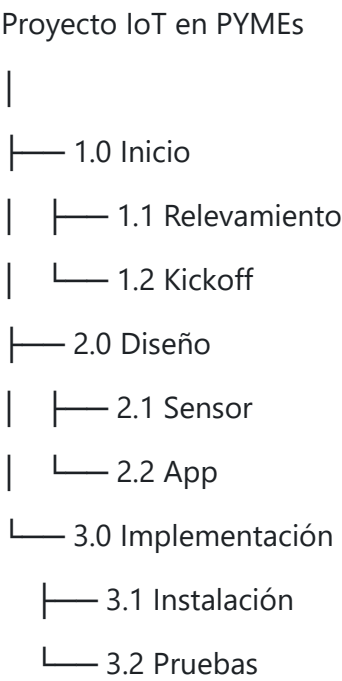 Proyecto IoT en PYMEs
│
├── 1.0 Inicio
│ ├── 1.1 Relevamiento
│ └── 1.2 Kickoff
├── 2.0 Diseño
│ ├── 2.1 Sensor
│ └── 2.2 App
└── 3.0 Implementación
├── 3.1 Instalación
└── 3.2 Pruebas